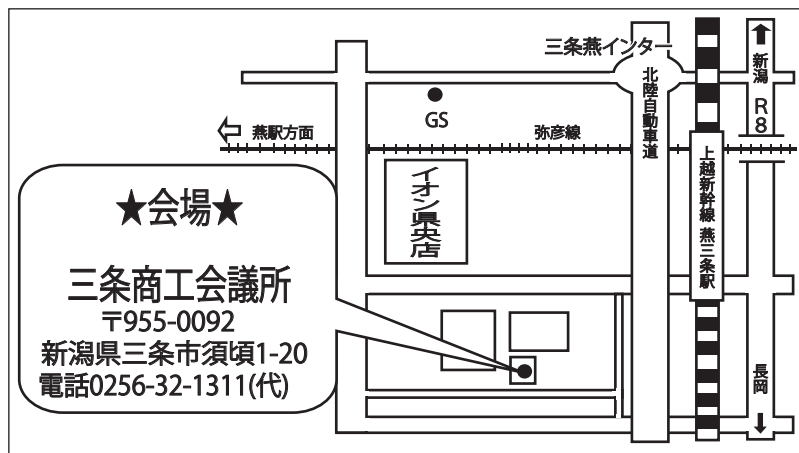 三条燕インター
新潟
R8
北陸自動車道
GS
燕駅方面
弥彦線
上越新幹線 燕三条駅
イオン県央店
★会場★
三条商工会議所
〒955-0092
新潟県三条市須頃1-20
電話0256-32-1311(代)
長岡